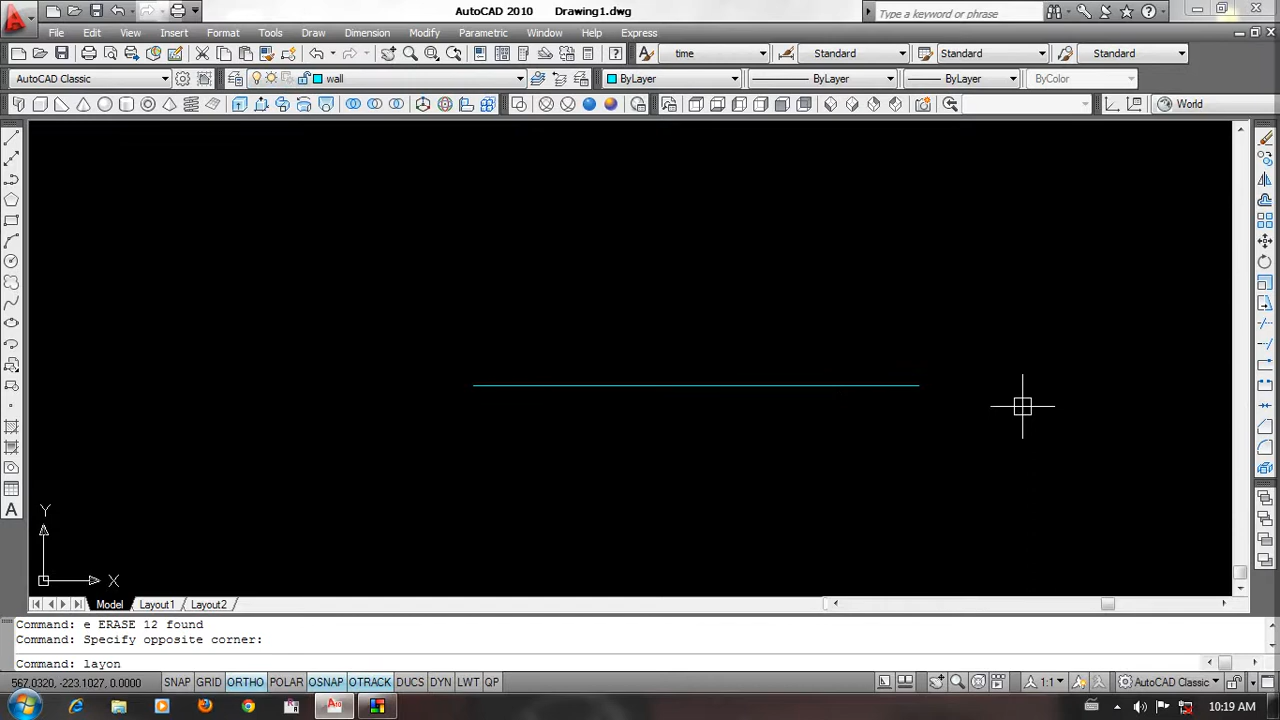 AutoCAD 2010 Drawing1.dwg
Type a keyword or phrase
File Edit View Insert Format Tools Draw Dimension Modify Parametric Window Help Express
time Standard Standard Standard
AutoCAD Classic wall ByLayer ByLayer ByLayer ByColor
World
A
Y
X
Model Layout1 Layout2
Command: e ERASE 12 found
Command: Specify opposite corner:
Command: layon
567.0320, -223.1027, 0.0000 SNAP GRID ORTHO POLAR OSNAP OTRACK DUCS DYN LWT QP 1:1 AutoCAD Classic
10:19 AM